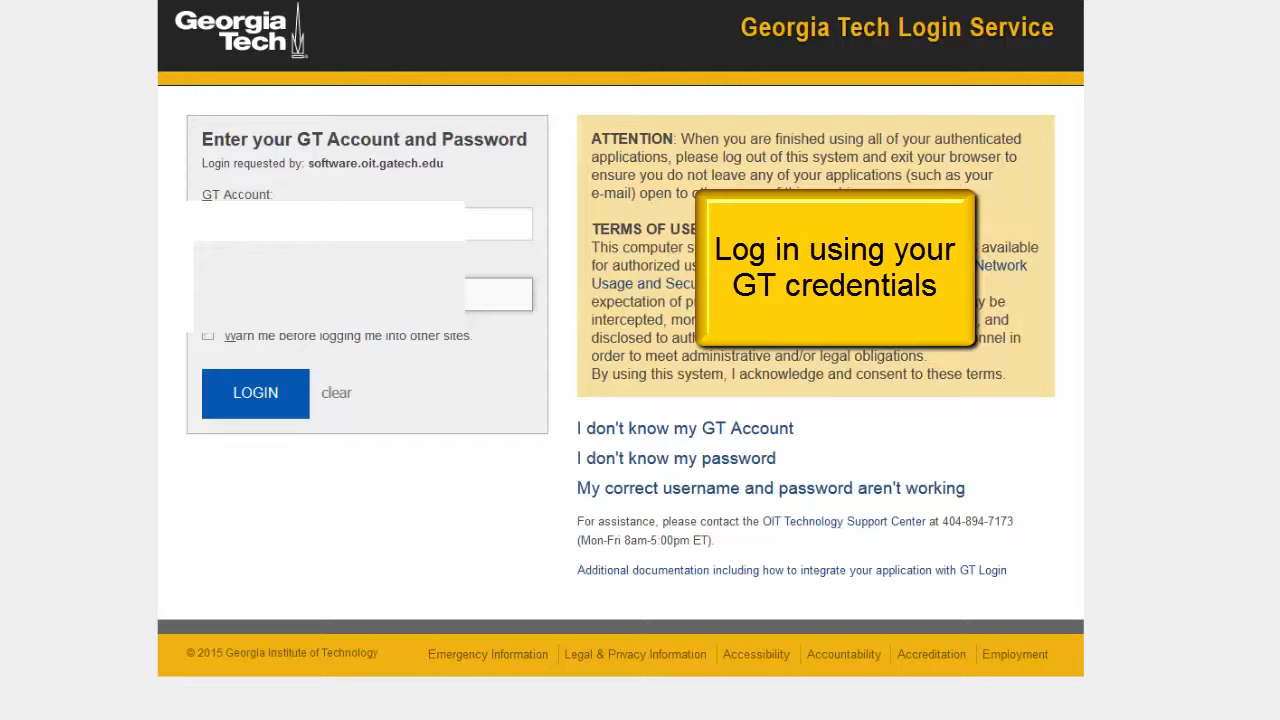 Georgia
Tech
Georgia Tech Login Service
Enter your GT Account and Password
Login requested by: software.oit.gatech.edu
GT Account:
Warn me before logging me into other sites.
LOGIN clear
ATTENTION: When you are finished using all of your authenticated
applications, please log out of this system and exit your browser to
ensure you do not leave any of your applications (such as your
e-mail) open to
TERMS OF USE
This computer available
for authorized Network
Usage and
expectation of be
intercepted, and
disclosed to in
order to meet administrative and/or legal obligations.
By using this system, I acknowledge and consent to these terms.
Log in using your
GT credentials
I don't know my GT Account
I don't know my password
My correct username and password aren't working
For assistance, please contact the OIT Technology Support Center at 404-894-7173
(Mon-Fri 8am-5:00pm ET).
Additional documentation including how to integrate your application with GT Login
© 2015 Georgia Institute of Technology
Emergency Information Legal & Privacy Information Accessibility Accountability Accreditation Employment